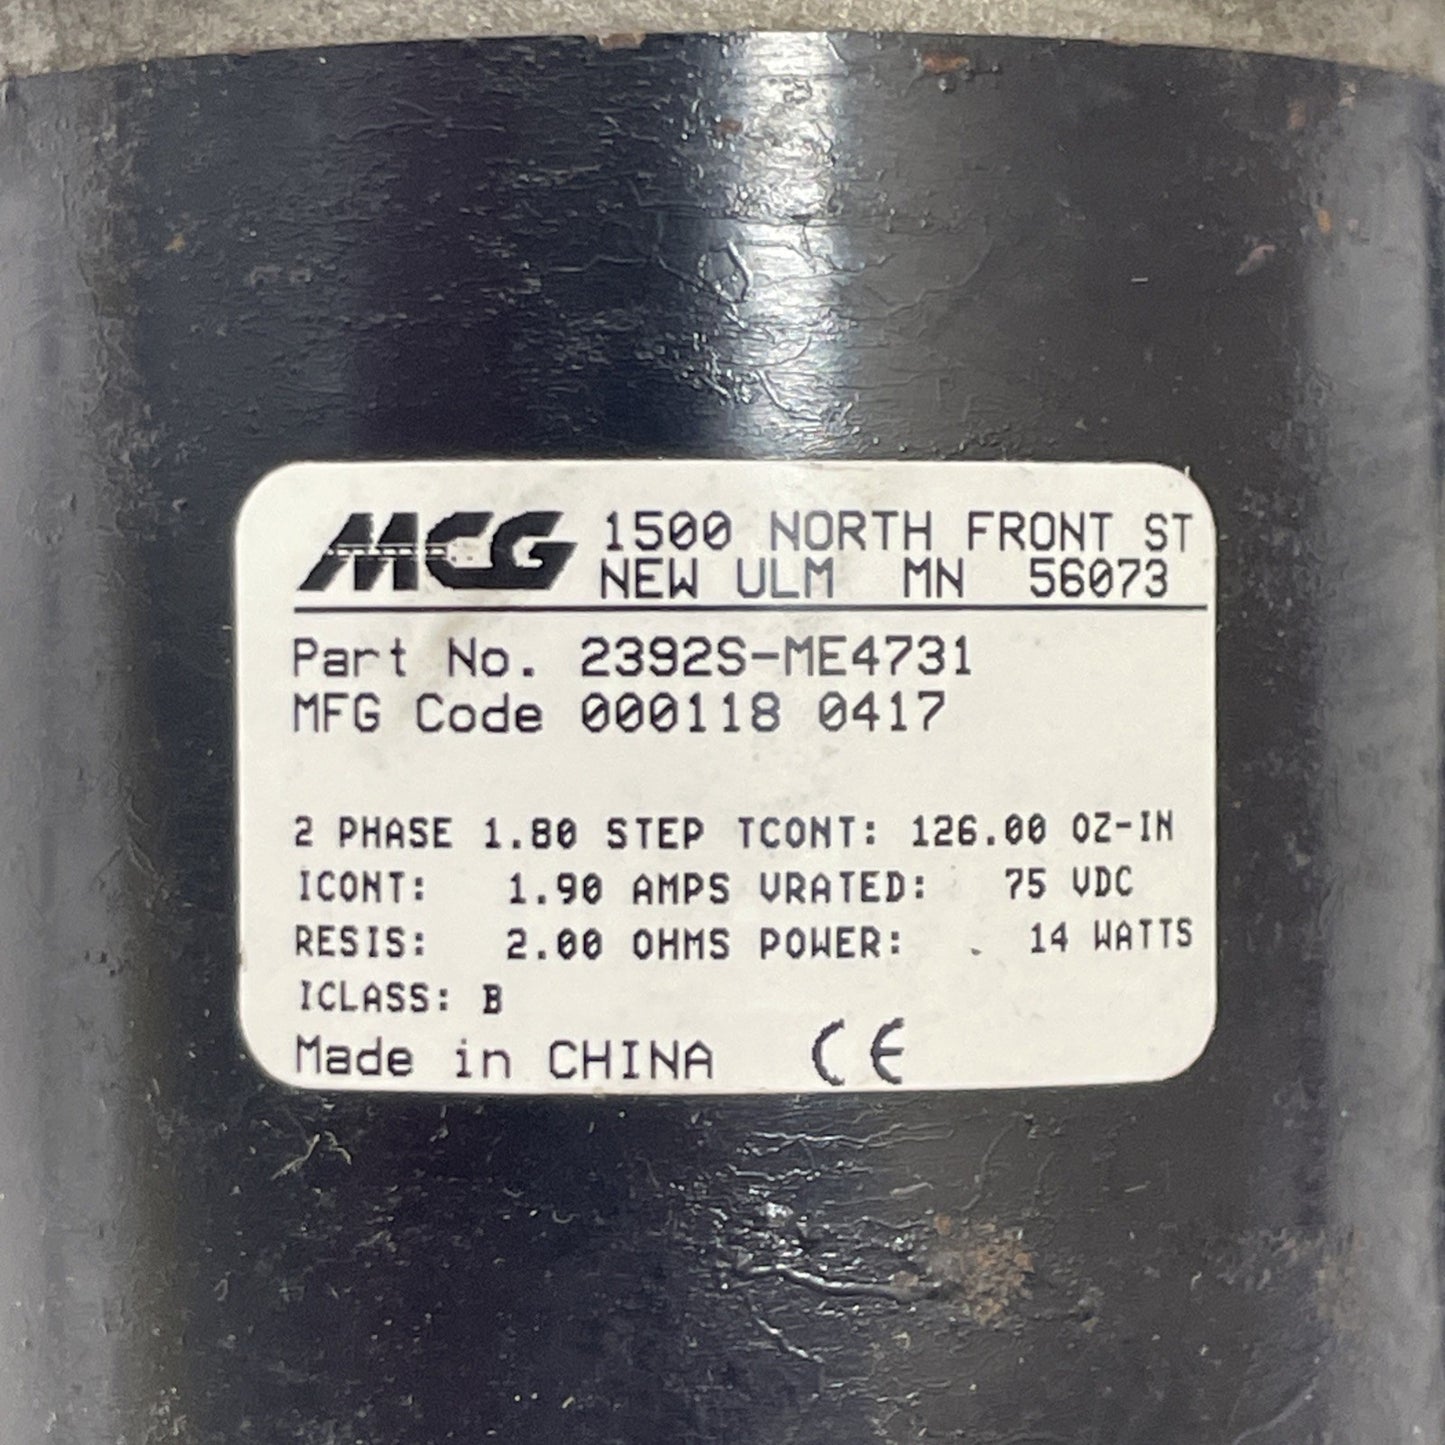 MCG 1500 NORTH FRONT ST
NEW ULM MN 56073
Part No. 2392S-ME4731
MFG Code 000118 0417
2 PHASE 1.80 STEP TCONT: 126.00 OZ-IN
ICONT: 1.90 AMPS VRATED: 75 VDC
RESIS: 2.00 OHMS POWER: 14 WATTS
ICLASS: B
Made in CHINA CE